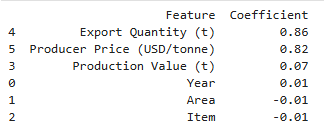 Feature Coefficient
4 Export Quantity (t) 0.86
5 Producer Price (USD/tonne) 0.82
3 Production Value (t) 0.07
0 Year 0.01
1 Area -0.01
2 Item -0.01